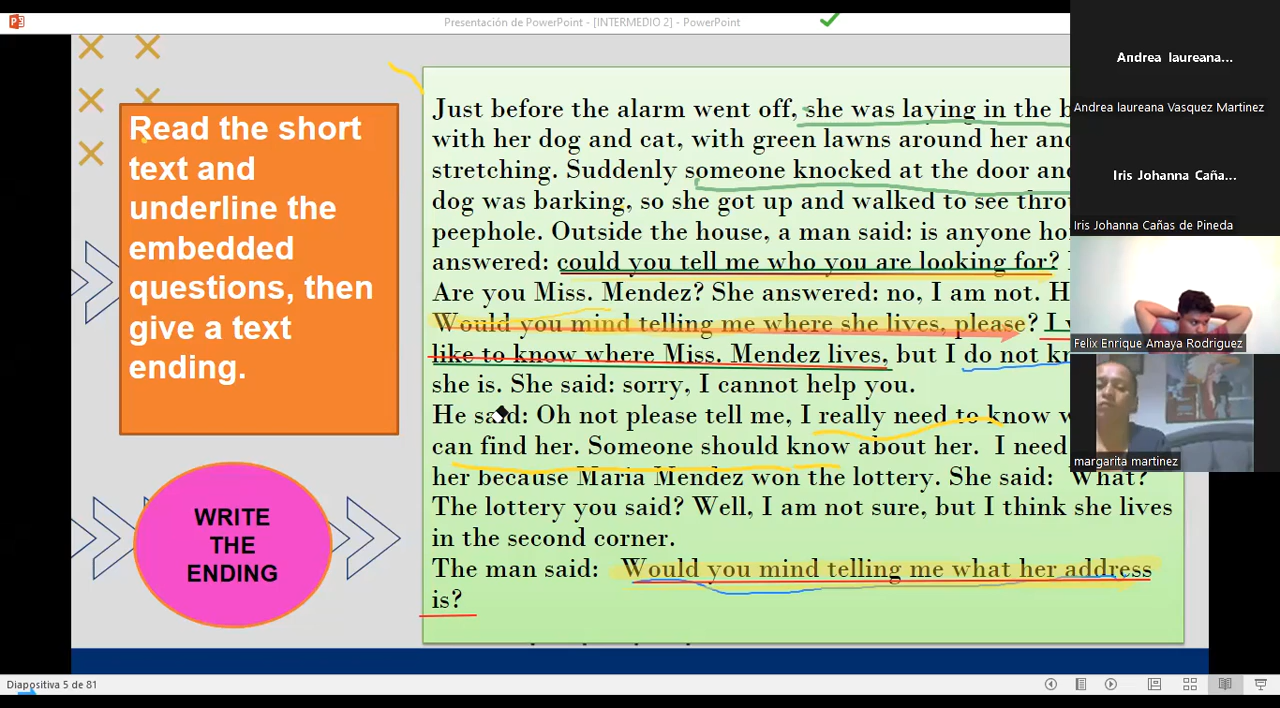 Presentación de PowerPoint - [INTERMEDIO 2] - PowerPoint
Read the short
text and
underline the
embedded
questions, then
give a text
ending.
WRITE
THE
ENDING
Just before the alarm went off, she was laying in the
with her dog and cat, with green lawns around her and
stretching. Suddenly someone knocked at the door and
dog was barking, so she got up and walked to see
peephole. Outside the house, a man said: is anyone
answered: could you tell me who you are looking for?
Are you Miss. Mendez? She answered: no, I am not.
Would you mind telling me where she lives, please? I
like to know where Miss. Mendez lives, but I do not
she is. She said: sorry, I cannot help you.
He said: Oh not please tell me, I really need to know
can find her. Someone should know about her. I need
her because Maria Mendez won the lottery. She said: What?
The lottery you said? Well, I am not sure, but I think she lives
in the second corner.
The man said: Would you mind telling me what her address
is?
Andrea laureana...
Andrea laureana Vasquez Martinez
Iris Johanna Caña...
Iris Johanna Cañas de Pineda
Felix Enrique Amaya Rodriguez
margarita martinez
Diapositiva 5 de 81